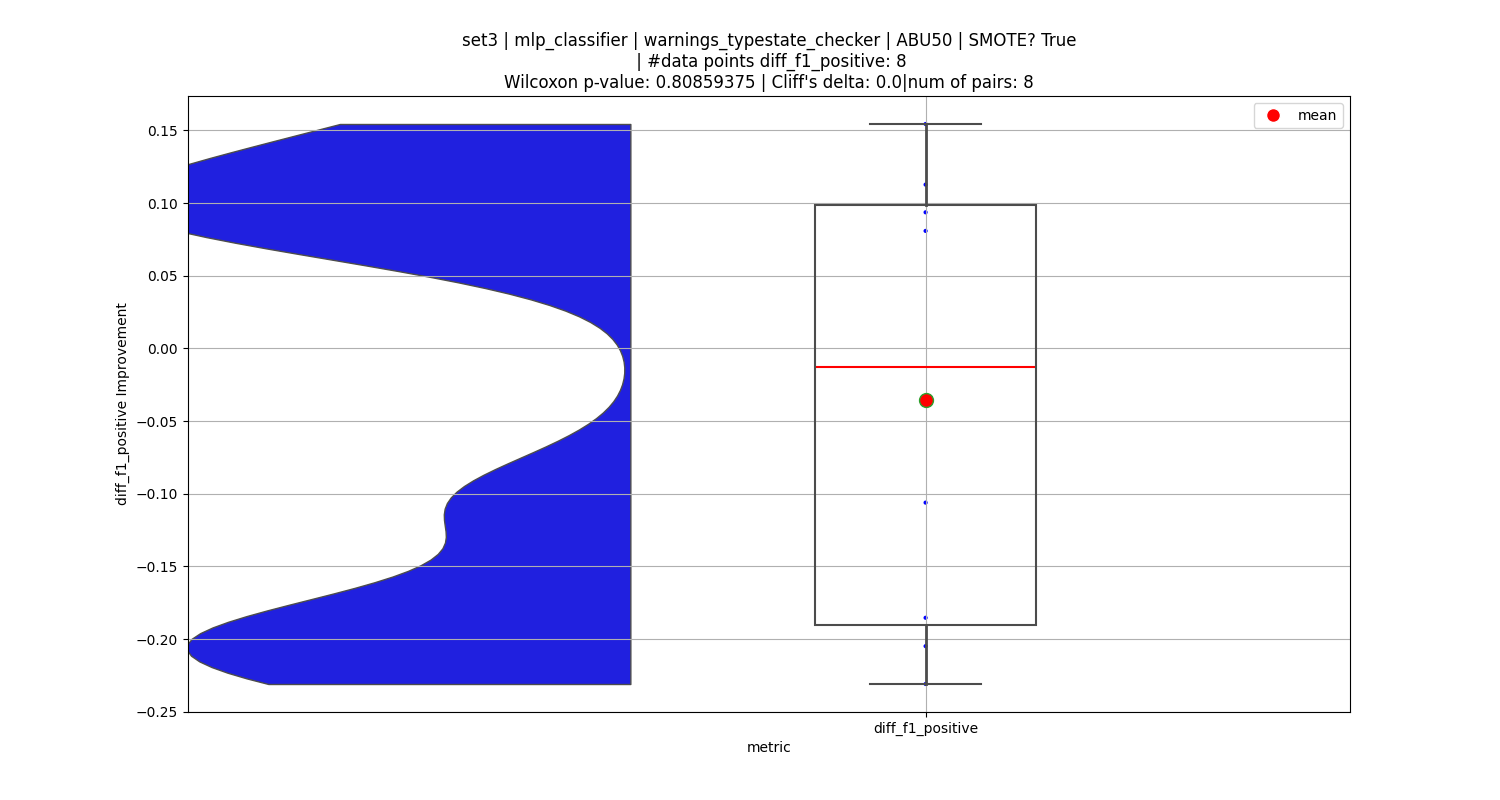 set3 | mlp_classifier | warnings_typestate_checker | ABU50 | SMOTE? True
| #data points diff_f1_positive: 8
Wilcoxon p-value: 0.80859375 | Cliff's delta: 0.0|num of pairs: 8
mean
0.15
0.10
0.05
0.00
−0.05
−0.10
−0.15
−0.20
−0.25
diff_f1_positive Improvement
diff_f1_positive
metric